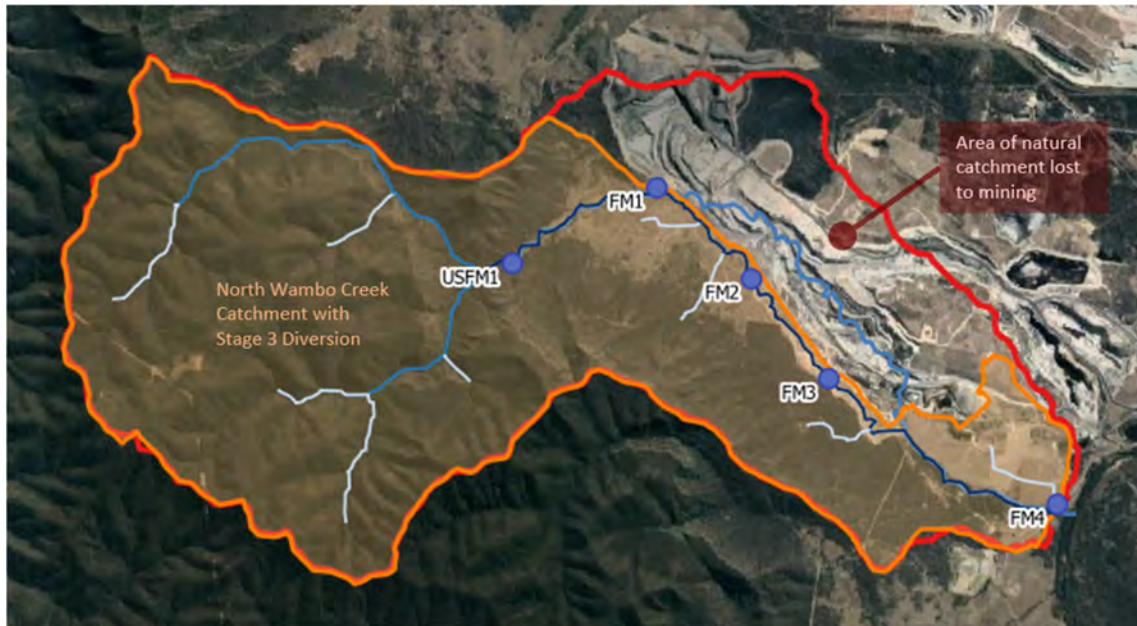 Area of natural
catchment lost
to mining
FM1
USFM1
FM2
North Wambo Creek
Catchment with
Stage 3 Diversion
FM3
FM4